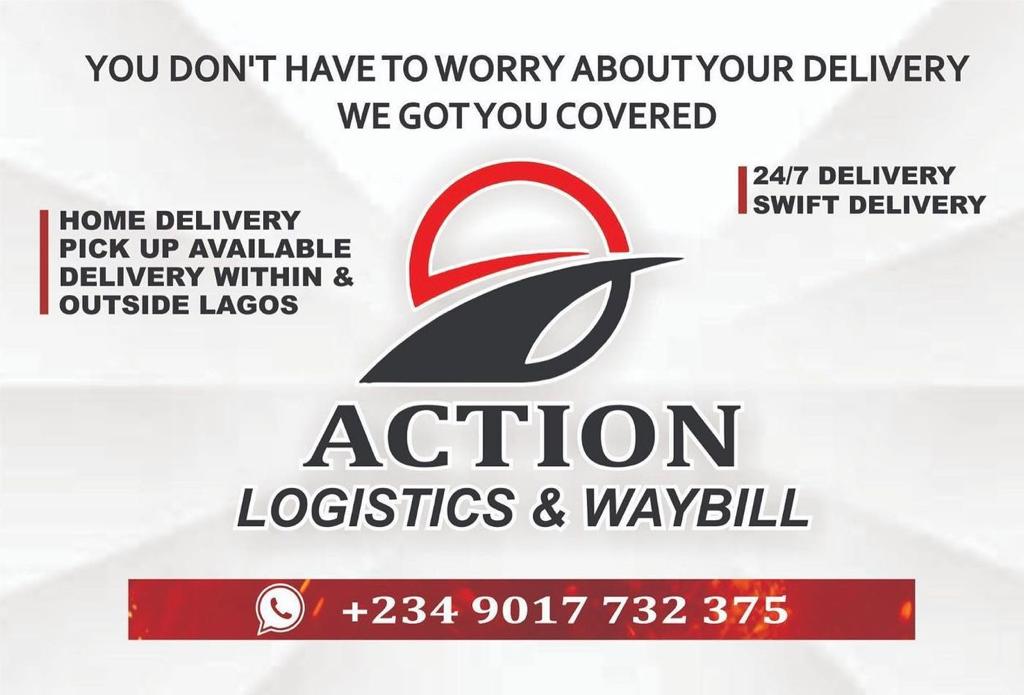 YOU DON'T HAVE TO WORRY ABOUT YOUR DELIVERY
WE GOT YOU COVERED
24/7 DELIVERY
SWIFT DELIVERY
HOME DELIVERY
PICK UP AVAILABLE
DELIVERY WITHIN &
OUTSIDE LAGOS
ACTION
LOGISTICS & WAYBILL
+234 9017 732 375